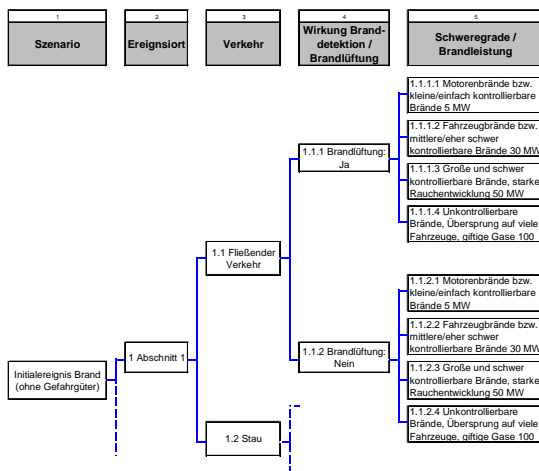 1
2
3
4
5
Szenario
Ereignsiort
Verkehr
Wirkung Brand-
detektion /
Brandlüftung
Schweregrade /
Brandleistung
1.1.1.1 Motorenbrände bzw.
kleine/einfach kontrollierbare
Brände 5 MW
1.1.1.2 Fahrzeugbrände bzw.
mittlere/eher schwer
kontrollierbare Brände 30 MW
1.1.1 Brandlüftung:
Ja
1.1.1.3 Große und schwer
kontrollierbare Brände, starke
Rauchentwicklung 50 MW
1.1.1.4 Unkontrollierbare
Brände, Übersprung auf viele
Fahrzeuge, giftige Gase 100
1.1 Fließender
Verkehr
1.1.2.1 Motorenbrände bzw.
kleine/einfach kontrollierbare
Brände 5 MW
1.1.2.2 Fahrzeugbrände bzw.
mittlere/eher schwer
kontrollierbare Brände 30 MW
1 Abschnitt 1
1.1.2 Brandlüftung:
Nein
Initialereignis Brand
(ohne Gefahrgüter)
1.1.2.3 Große und schwer
kontrollierbare Brände, starke
Rauchentwicklung 50 MW
1.1.2.4 Unkontrollierbare
Brände, Übersprung auf viele
Fahrzeuge, giftige Gase 100
1.2 Stau